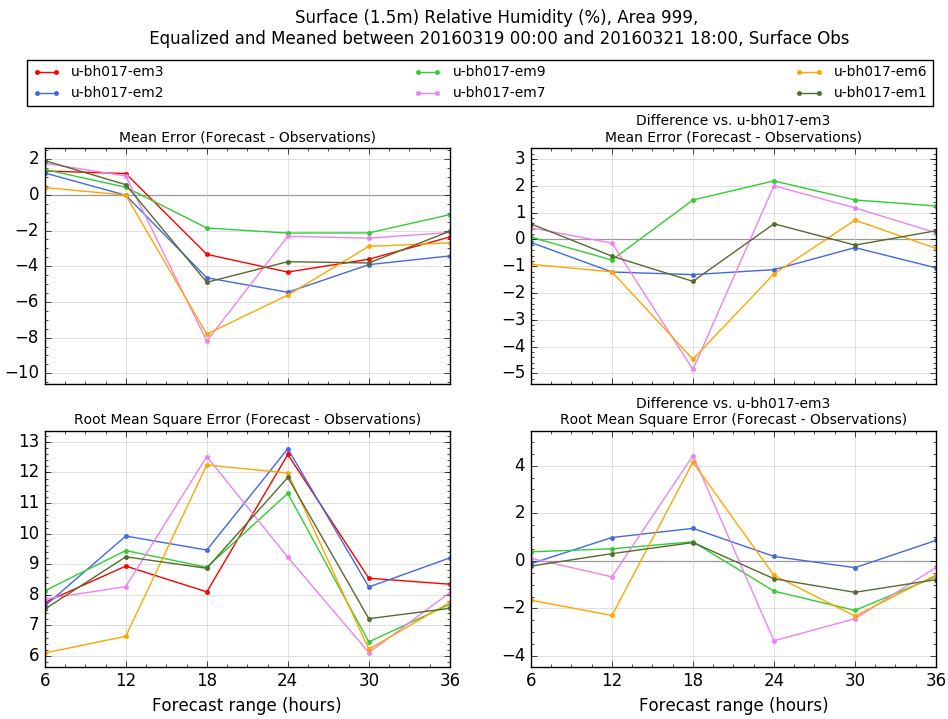 Surface (1.5m) Relative Humidity (%), Area 999,
Equalized and Meaned between 20160319 00:00 and 20160321 18:00, Surface Obs
u-bh017-em3
u-bh017-em9
u-bh017-em6
u-bh017-em2
u-bh017-em7
u-bh017-em1
Mean Error (Forecast - Observations)
2
0
−2
−4
−6
−8
−10
Difference vs. u-bh017-em3
Mean Error (Forecast - Observations)
3
2
1
0
−1
−2
−3
−4
−5
Root Mean Square Error (Forecast - Observations)
13
12
11
10
9
8
7
6
6 12 18 24 30 36
Forecast range (hours)
Difference vs. u-bh017-em3
Root Mean Square Error (Forecast - Observations)
4
2
0
−2
−4
6 12 18 24 30 36
Forecast range (hours)